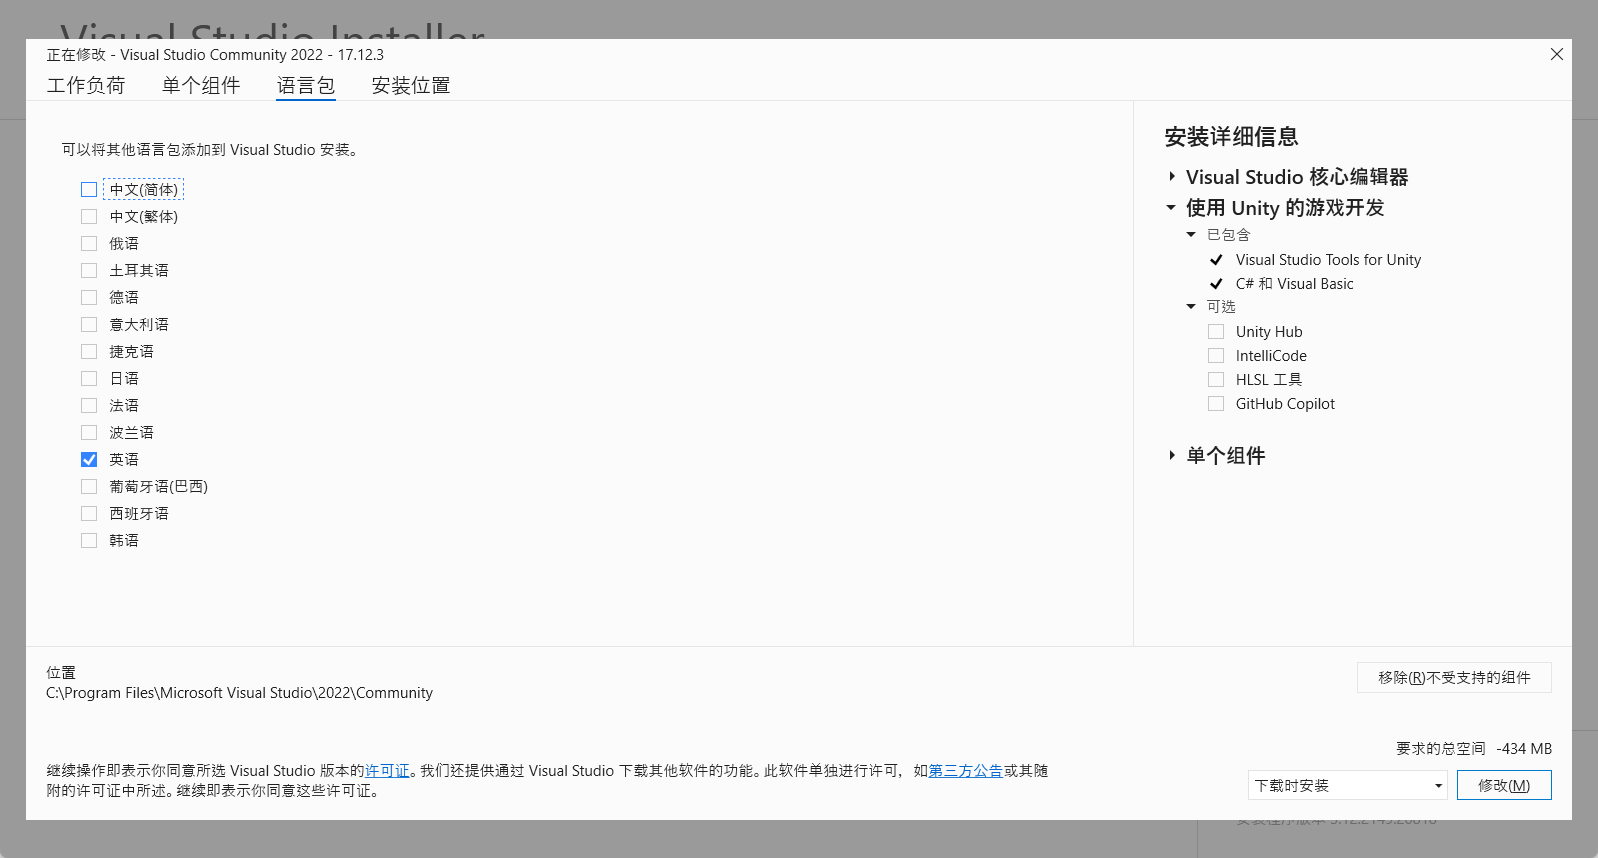 Visual Studio Installer
正在修改 - Visual Studio Community 2022 - 17.12.3
工作负荷 单个组件 语言包 安装位置
可以将其他语言包添加到 Visual Studio 安装。
中文(简体)
中文(繁体)
俄语
土耳其语
德语
意大利语
捷克语
日语
法语
波兰语
英语
葡萄牙语(巴西)
西班牙语
韩语
安装详细信息
Visual Studio 核心编辑器
使用 Unity 的游戏开发
已包含
Visual Studio Tools for Unity
C# 和 Visual Basic
可选
Unity Hub
IntelliCode
HLSL 工具
GitHub Copilot
单个组件
位置
C:\Program Files\Microsoft Visual Studio\2022\Community
移除(R)不受支持的组件
要求的总空间 -434 MB
继续操作即表示你同意所选 Visual Studio 版本的许可证。我们还提供通过 Visual Studio 下载其他软件的功能。此软件单独进行许可，如第三方公告或其随
附的许可证中所述。继续即表示你同意这些许可证。
下载时安装
修改(M)